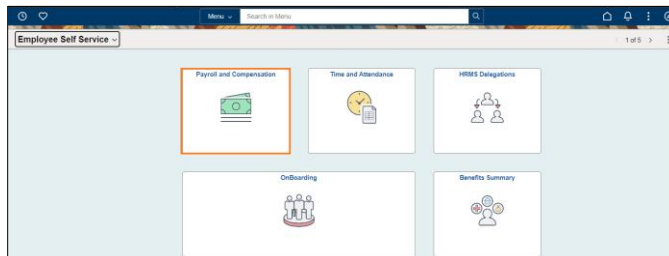 Menu Search in Menu
Employee Self Service
1 of 5
Payroll and Compensation
Time and Attendance
HRMS Delegations
OnBoarding
Benefits Summary